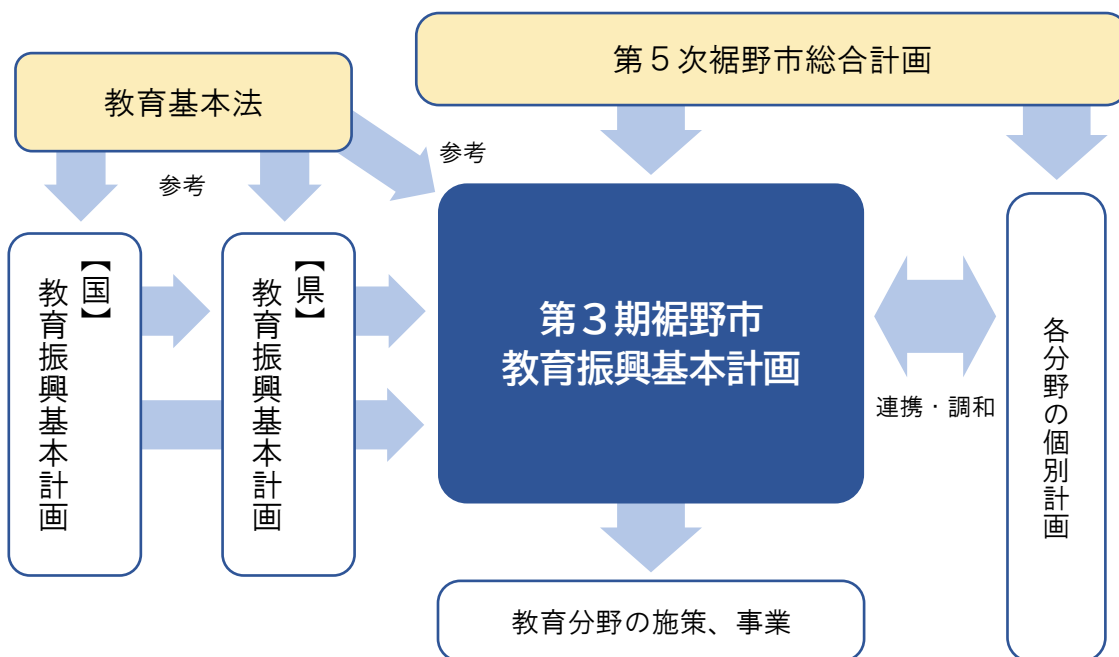 第５次裾野市総合計画
教育基本法
参考
参考
【国】
教育振興基本計画
【県】
教育振興基本計画
第３期裾野市
教育振興基本計画
連携・調和
各分野の個別計画
教育分野の施策、事業